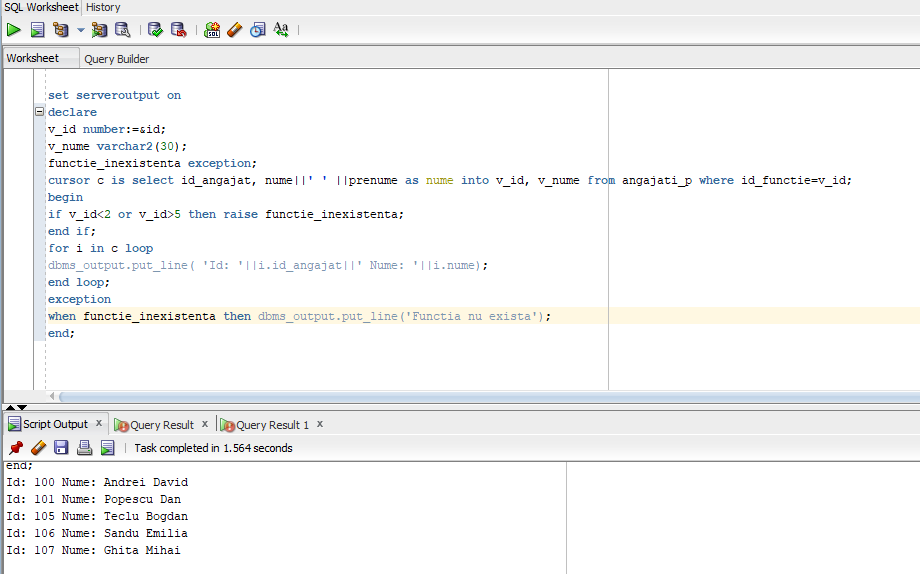 SQL Worksheet History
Worksheet Query Builder
set serveroutput on
declare
v_id number:=&id;
v_nume varchar2(30);
functie_inexistenta exception;
cursor c is select id_angajat, nume||' ' ||prenume as nume into v_id, v_nume from angajati_p where id_functie=v_id;
begin
if v_id<2 or v_id>5 then raise functie_inexistenta;
end if;
for i in c loop
dbms_output.put_line( 'Id: '||i.id_angajat||' Nume: '||i.nume);
end loop;
exception
when functie_inexistenta then dbms_output.put_line('Functia nu exista');
end;
Script Output x Query Result x Query Result 1 x
Task completed in 1.564 seconds
end;
Id: 100 Nume: Andrei David
Id: 101 Nume: Popescu Dan
Id: 105 Nume: Teclu Bogdan
Id: 106 Nume: Sandu Emilia
Id: 107 Nume: Ghita Mihai